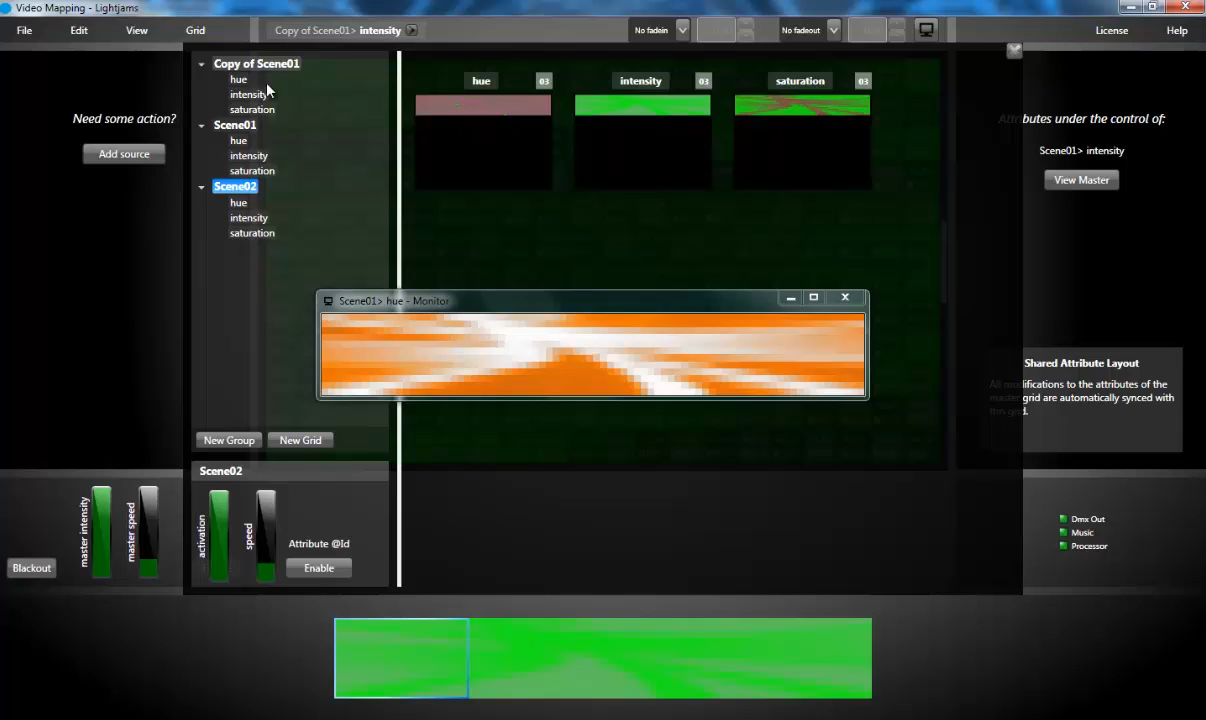 Video Mapping - Lightjams
File Edit View Grid
Copy of Scene01> intensity
No fadein
No fadeout
License Help
Need some action?
Add source
Copy of Scene01
hue
intensity
saturation
Scene01
hue
intensity
saturation
Scene02
hue
intensity
saturation
New Group New Grid
hue 03
intensity 03
saturation 03
Scene01> hue - Monitor
Attributes under the control of:
Scene01> intensity
View Master
Shared Attribute Layout
All modifications to the attributes of the
master grid are automatically synced with
this grid.
Scene02
activation
speed
Attribute @Id
Enable
master intensity
master speed
Blackout
Dmx Out
Music
Processor